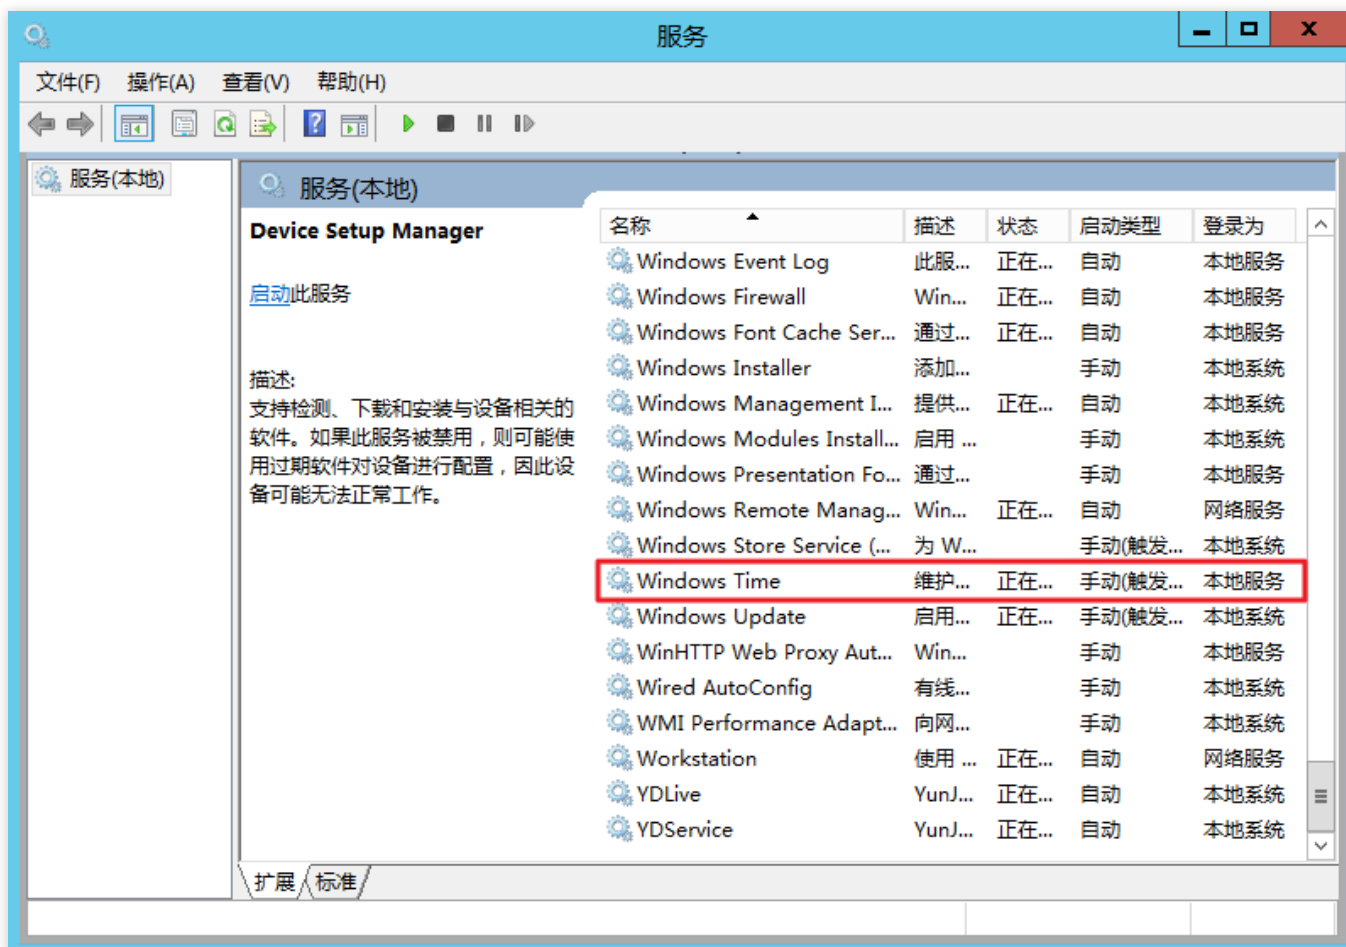 服务
文件(F) 操作(A) 查看(V) 帮助(H)
服务(本地)
服务(本地)
Device Setup Manager
启动此服务
描述:
支持检测、下载和安装与设备相关的
软件。如果此服务被禁用，则可能使
用过期软件对设备进行配置，因此设
备可能无法正常工作。
名称 描述 状态 启动类型 登录为
Windows Event Log 此服... 正在... 自动 本地服务
Windows Firewall Win... 正在... 自动 本地服务
Windows Font Cache Ser... 通过... 正在... 自动 本地服务
Windows Installer 添加... 手动 本地系统
Windows Management I... 提供... 正在... 自动 本地系统
Windows Modules Install... 启用 ... 手动 本地系统
Windows Presentation Fo... 通过... 手动 本地服务
Windows Remote Manag... Win... 正在... 自动 网络服务
Windows Store Service (... 为 W... 手动(触发... 本地系统
Windows Time 维护... 正在... 手动(触发... 本地服务
Windows Update 启用... 正在... 手动(触发... 本地系统
WinHTTP Web Proxy Aut... Win... 手动 本地服务
Wired AutoConfig 有线... 手动 本地系统
WMI Performance Adapt... 向网... 手动 本地系统
Workstation 使用 ... 正在... 自动 网络服务
YDLive YunJ... 正在... 自动 本地系统
YDService YunJ... 正在... 自动 本地系统
扩展 标准